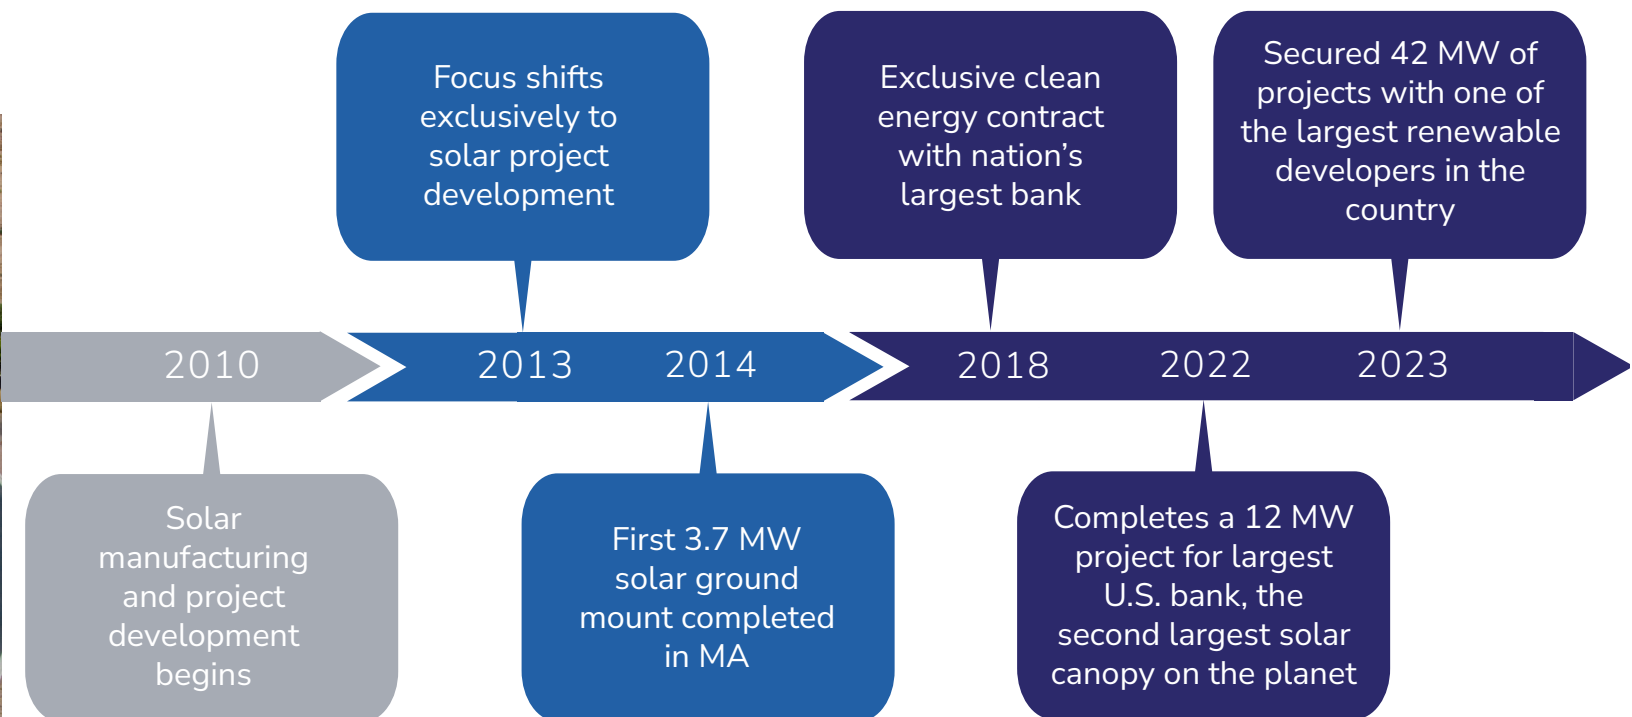 Focus shifts
exclusively to
solar project
development
Exclusive clean
energy contract
with nation’s
largest bank
Secured 42 MW of
projects with one of
the largest renewable
developers in the
country
2010
2013
2014
2018
2022
2023
Solar
manufacturing
and project
development
begins
First 3.7 MW
solar ground
mount completed
in MA
Completes a 12 MW
project for largest
U.S. bank, the
second largest solar
canopy on the planet